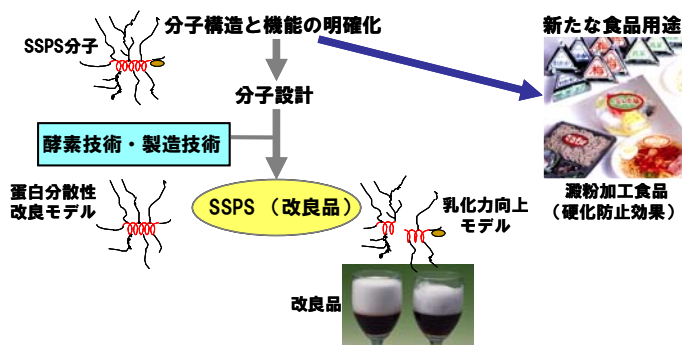 分子構造と機能の明確化
新たな食品用途
SSPS分子
分子設計
酵素技術・製造技術
蛋白分散性
改良モデル
SSPS（改良品）
乳化力向上
モデル
澱粉加工食品
（硬化防止効果）
改良品